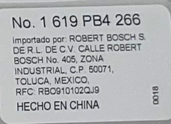 No. 1 619 PB4 266
Importado por: ROBERT BOSCH S.
DE R.L. DE C.V. CALLE ROBERT
BOSCH No. 405, ZONA
INDUSTRIAL, C.P. 50071,
TOLUCA, MEXICO,
RFC: RBO910102QJ9
HECHO EN CHINA
0018